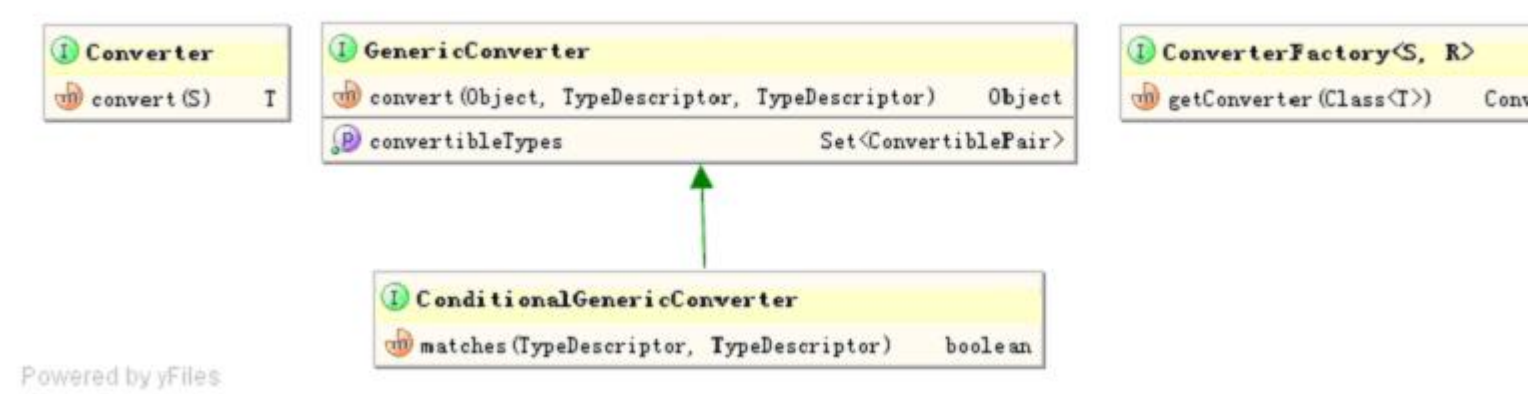 Converter
convert(S) T
GenericConverter
convert(Object, TypeDescriptor, TypeDescriptor) Object
convertibleTypes Set<ConvertiblePair>
ConverterFactory<S, R>
getConverter(Class<T>) Conv
ConditionalGenericConverter
matches(TypeDescriptor, TypeDescriptor) boolean
Powered by yFiles